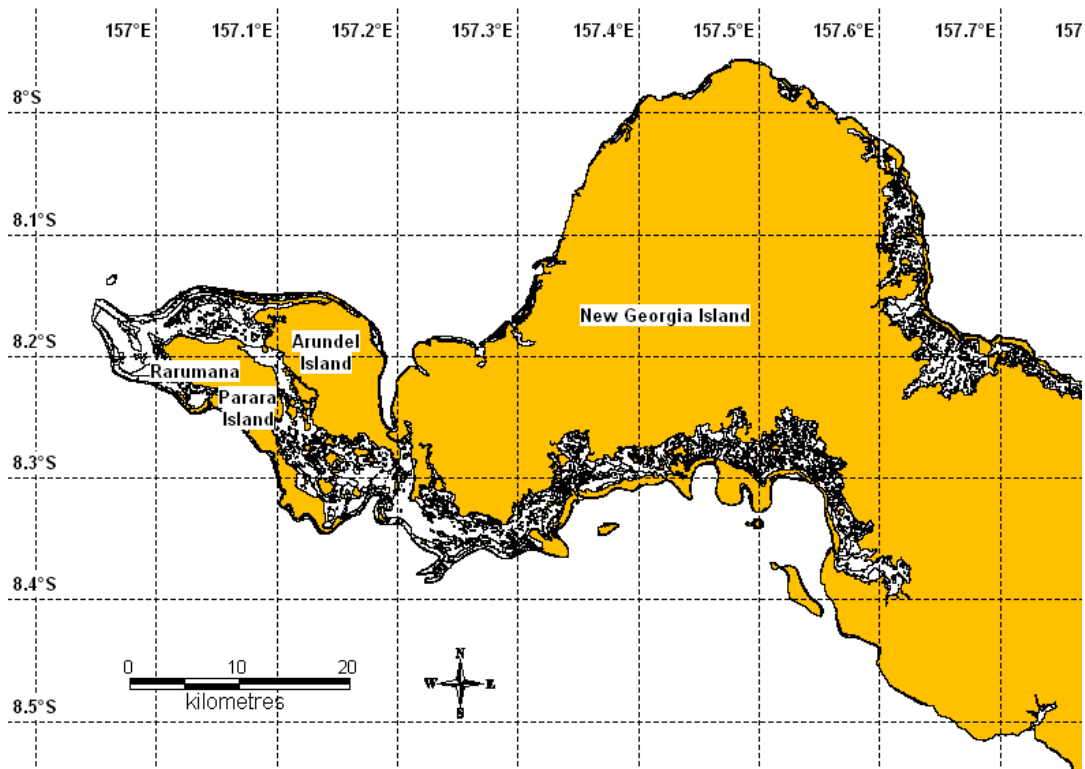 157°E 157.1°E 157.2°E 157.3°E 157.4°E 157.5°E 157.6°E 157.7°E 157
8°S
8.1°S
8.2°S
8.3°S
8.4°S
8.5°S
New Georgia Island
Arundel
Island
Rarumana
Parara
Island
0 10 20
kilometres
N
W E
S